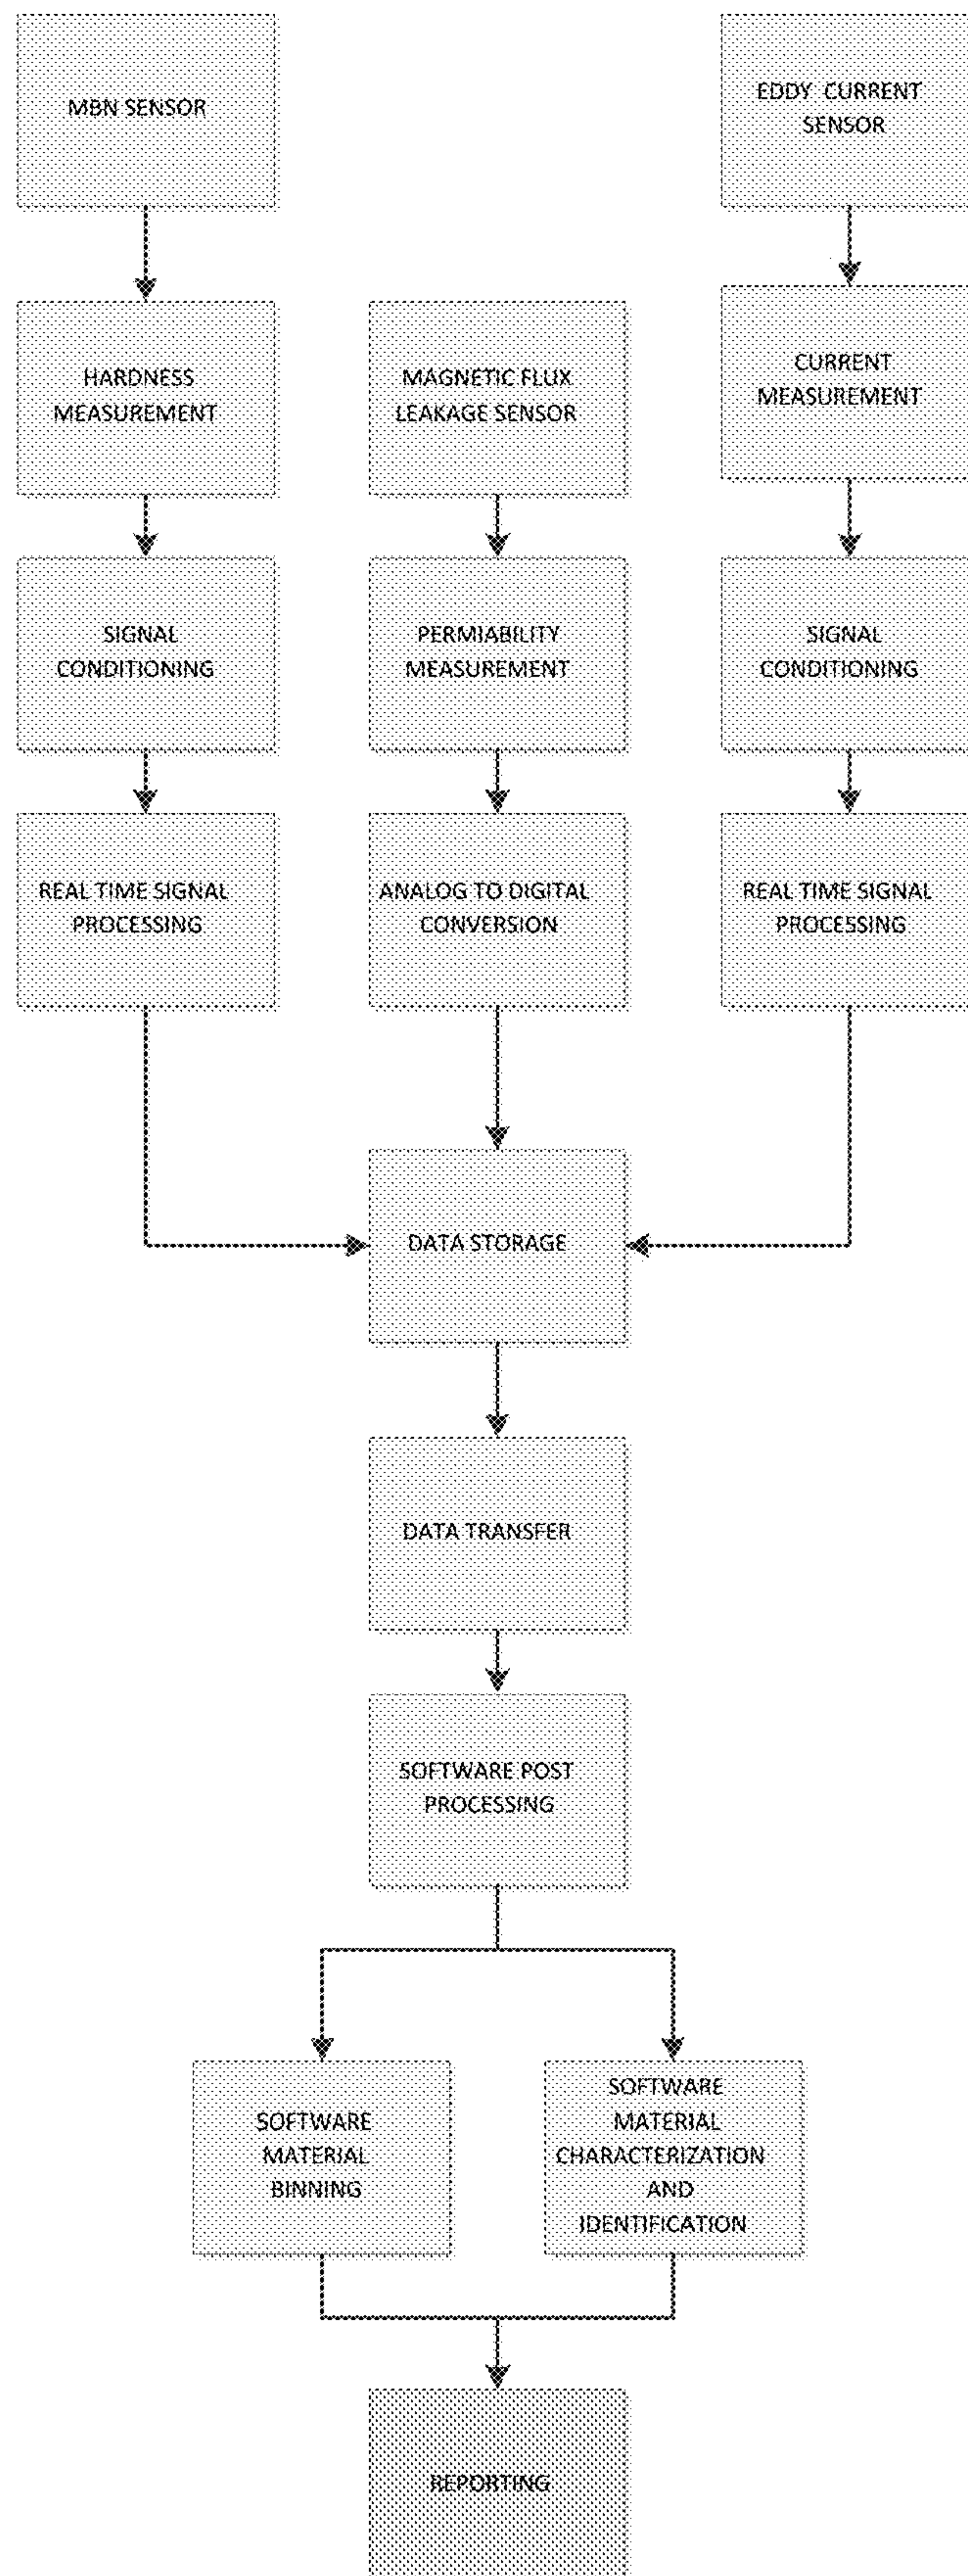 MBN SENSOR
EDDY CURRENT
SENSOR
HARDNESS
MEASUREMENT
MAGNETIC FLUX
LEAKAGE SENSOR
CURRENT
MEASUREMENT
SIGNAL
CONDITIONING
PERMIABILITY
MEASUREMENT
SIGNAL
CONDITIONING
REAL TIME SIGNAL
PROCESSING
ANALOG TO DIGITAL
CONVERSION
REAL TIME SIGNAL
PROCESSING
DATA STORAGE
DATA TRANSFER
SOFTWARE POST
PROCESSING
SOFTWARE
MATERIAL
BINNING
SOFTWARE
MATERIAL
CHARACTERIZATION
AND
IDENTIFICATION
REPORTING